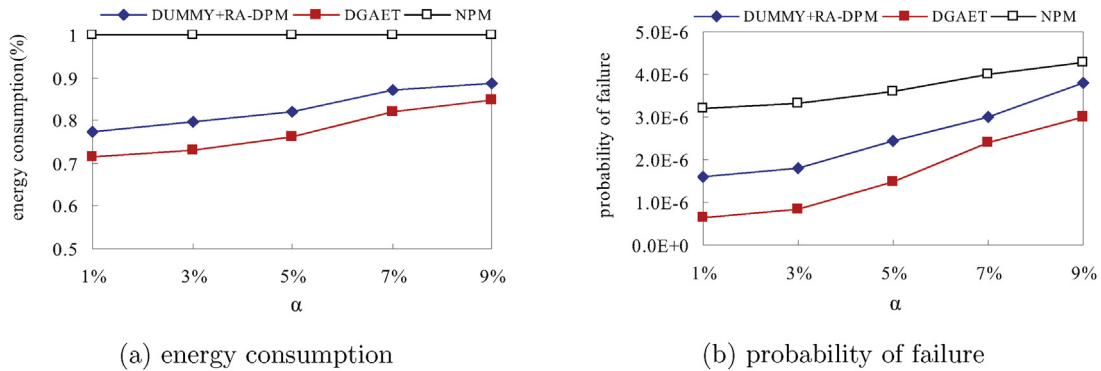 DUMMY+RA-DPM DGAET NPM
energy consumption(%)
1
0.9
0.8
0.7
0.6
0.5
1% 3% 5% 7% 9%
α
(a) energy consumption
DUMMY+RA-DPM DGAET NPM
probability of failure
5.0E-6
4.0E-6
3.0E-6
2.0E-6
1.0E-6
0.0E+0
1% 3% 5% 7% 9%
α
(b) probability of failure